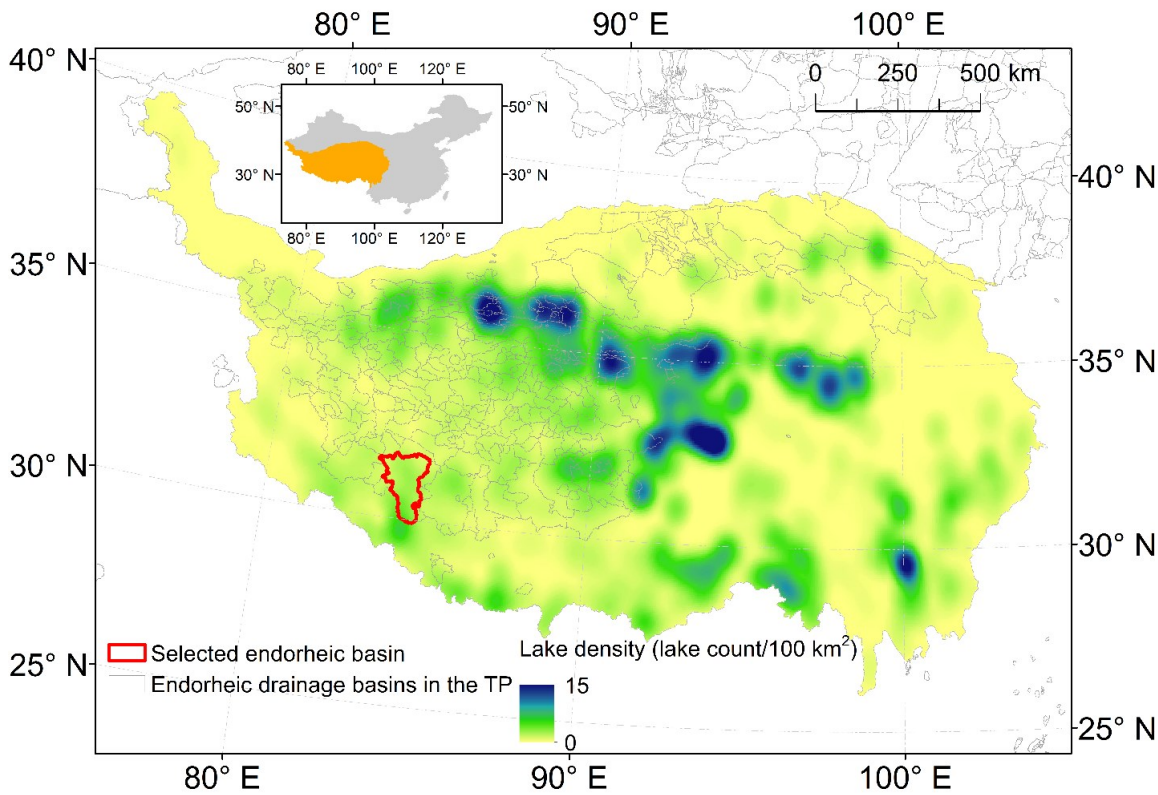 80° E 90° E 100° E
40° N
0 250 500 km
80° E 100° E 120° E
50° N 50° N
30° N 30° N
80° E 100° E 120° E
40° N
35° N
35° N
30° N
30° N
Selected endorheic basin
Endorheic drainage basins in the TP
Lake density (lake count/100 km²)
15
0
25° N
25° N
80° E 90° E 100° E